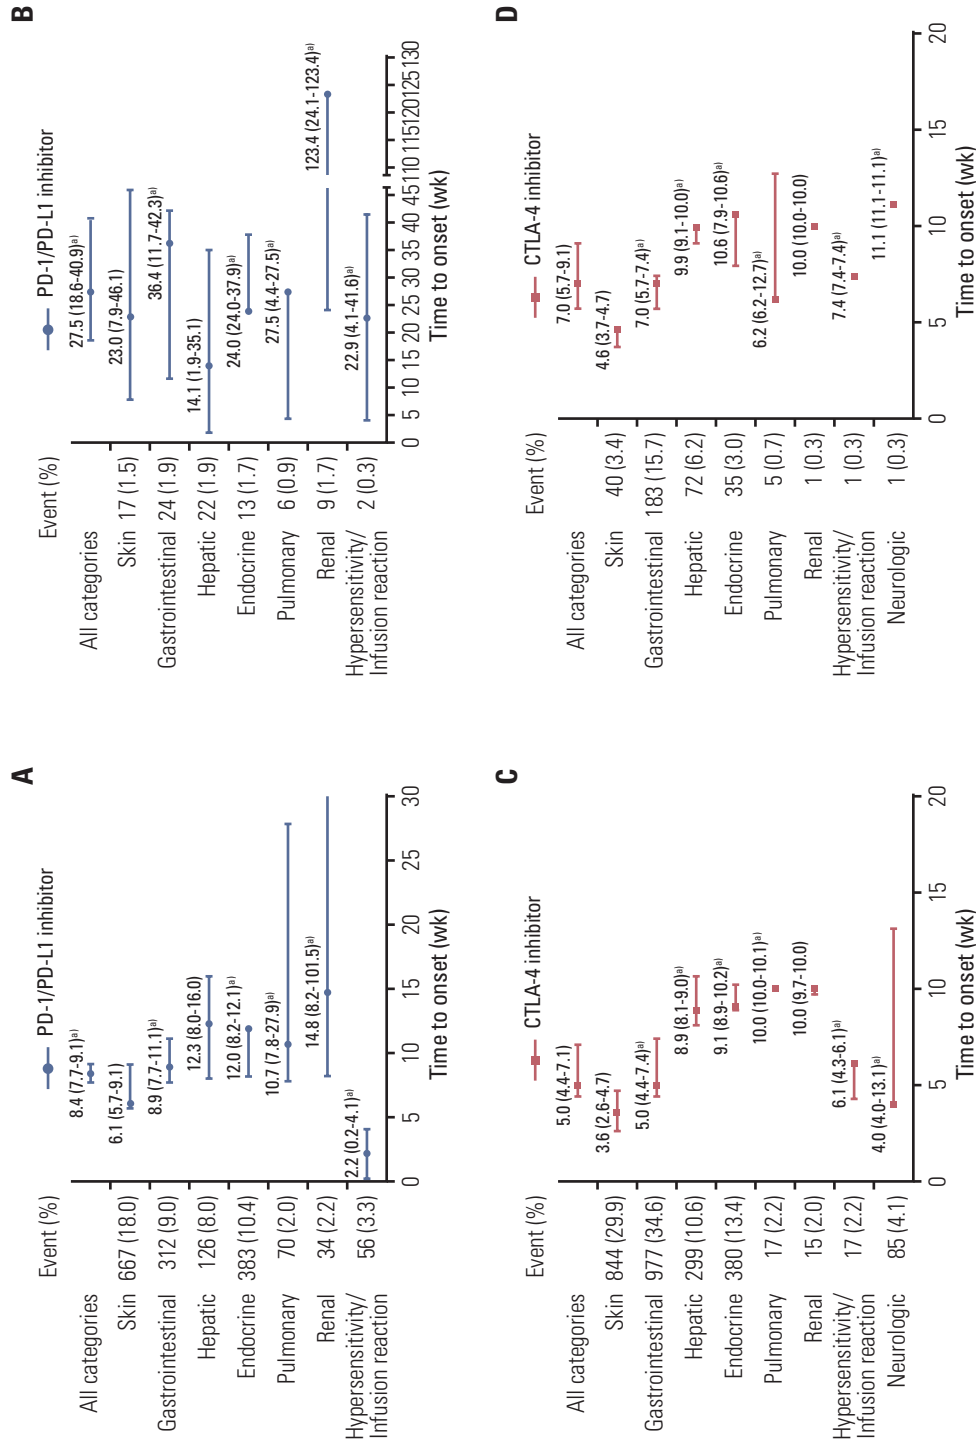 A
PD-1/PD-L1 inhibitor
Event (%)
All categories
8.4 (7.7-9.1)a)
Skin 667 (18.0)
6.1 (5.7-9.1)
Gastrointestinal 312 (9.0)
8.9 (7.7-11.1)a)
Hepatic 126 (8.0)
12.3 (8.0-16.0)
Endocrine 383 (10.4)
12.0 (8.2-12.1)a)
Pulmonary 70 (2.0)
10.7 (7.8-27.9)a)
Renal 34 (2.2)
14.8 (8.2-101.5)a)
Hypersensitivity/
Infusion reaction 56 (3.3)
2.2 (0.2-4.1)a)
0 5 10 15 20 25 30
Time to onset (wk)
B
PD-1/PD-L1 inhibitor
Event (%)
All categories
27.5 (18.6-40.9)a)
Skin 17 (1.5)
23.0 (7.9-46.1)
Gastrointestinal 24 (1.9)
36.4 (11.7-42.3)a)
Hepatic 22 (1.9)
14.1 (1.9-35.1)
Endocrine 13 (1.7)
24.0 (24.0-37.9)a)
Pulmonary 6 (0.9)
27.5 (4.4-27.5)a)
Renal 9 (1.7)
123.4 (24.1-123.4)a)
Hypersensitivity/
Infusion reaction 2 (0.3)
22.9 (4.1-41.6)a)
0 5 10 15 20 25 30 35 40 45 110 115 120 125 130
Time to onset (wk)
C
CTLA-4 inhibitor
Event (%)
All categories
5.0 (4.4-7.1)
Skin 844 (29.9)
3.6 (2.6-4.7)
Gastrointestinal 977 (34.6)
5.0 (4.4-7.4)a)
Hepatic 299 (10.6)
8.9 (8.1-9.0)a)
Endocrine 380 (13.4)
9.1 (8.9-10.2)a)
Pulmonary 17 (2.2)
10.0 (10.0-10.1)a)
Renal 15 (2.0)
10.0 (9.7-10.0)
Hypersensitivity/
Infusion reaction 17 (2.2)
6.1 (4.3-6.1)a)
Neurologic 85 (4.1)
4.0 (4.0-13.1)a)
0 5 10 15 20
Time to onset (wk)
D
CTLA-4 inhibitor
Event (%)
All categories
7.0 (5.7-9.1)
Skin 40 (3.4)
4.6 (3.7-4.7)
Gastrointestinal 183 (15.7)
7.0 (5.7-7.4)a)
Hepatic 72 (6.2)
9.9 (9.1-10.0)a)
Endocrine 35 (3.0)
10.6 (7.9-10.6)a)
Pulmonary 5 (0.7)
6.2 (6.2-12.7)a)
Renal 1 (0.3)
10.0 (10.0-10.0)
Hypersensitivity/
Infusion reaction 1 (0.3)
7.4 (7.4-7.4)a)
Neurologic 1 (0.3)
11.1 (11.1-11.1)a)
0 5 10 15 20
Time to onset (wk)